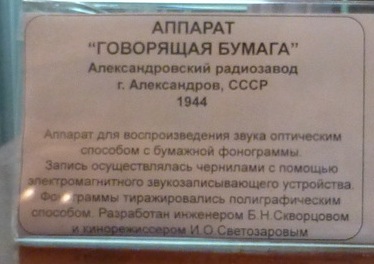 АППАРАТ
"ГОВОРЯЩАЯ БУМАГА"
Александровский радиозавод
г. Александров, СССР
1944
Аппарат для воспроизведения звука оптическим
способом с бумажной фонограммы.
Запись осуществлялась чернилами с помощью
электромагнитного звукозаписывающего устройства.
Фонограммы тиражировались полиграфическим
способом. Разработан инженером Б.Н.Скворцовом
и кинорежиссером И.О.Светозаровым